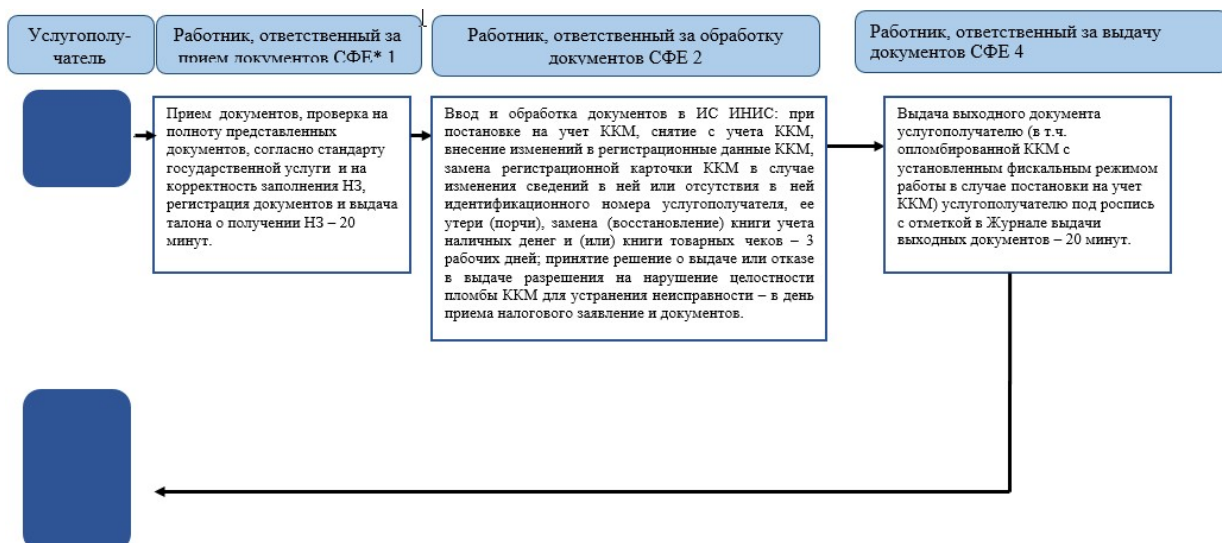 Услугополу-
чатель
Работник, ответственный за
прием документов СФЕ* 1
Работник, ответственный за обработку
документов СФЕ 2
Работник, ответственный за выдачу
документов СФЕ 4
Прием документов, проверка на
полноту представленных
документов, согласно стандарту
государственной услуги и на
корректность заполнения НЗ,
регистрация документов и выдача
талона о получении НЗ – 20
минут.
Ввод и обработка документов в ИС ИНИС: при
постановке на учет ККМ, снятие с учета ККМ,
внесение изменений в регистрационные данные ККМ,
замена регистрационной карточки ККМ в случае
изменения сведений в ней или отсутствия в ней
идентификационного номера услугополучателя, ее
утери (порчи), замена (восстановление) книги учета
наличных денег и (или) книги товарных чеков – 3
рабочих дней; принятие решение о выдаче или отказе
в выдаче разрешения на нарушение целостности
пломбы ККМ для устранения неисправности – в день
приема налогового заявление и документов.
Выдача выходного документа
услугополучателю (в т.ч.
опломбированной ККМ с
установленным фискальным режимом
работы в случае постановки на учет
ККМ) услугополучателю под роспись
с отметкой в Журнале выдачи
выходных документов – 20 минут.